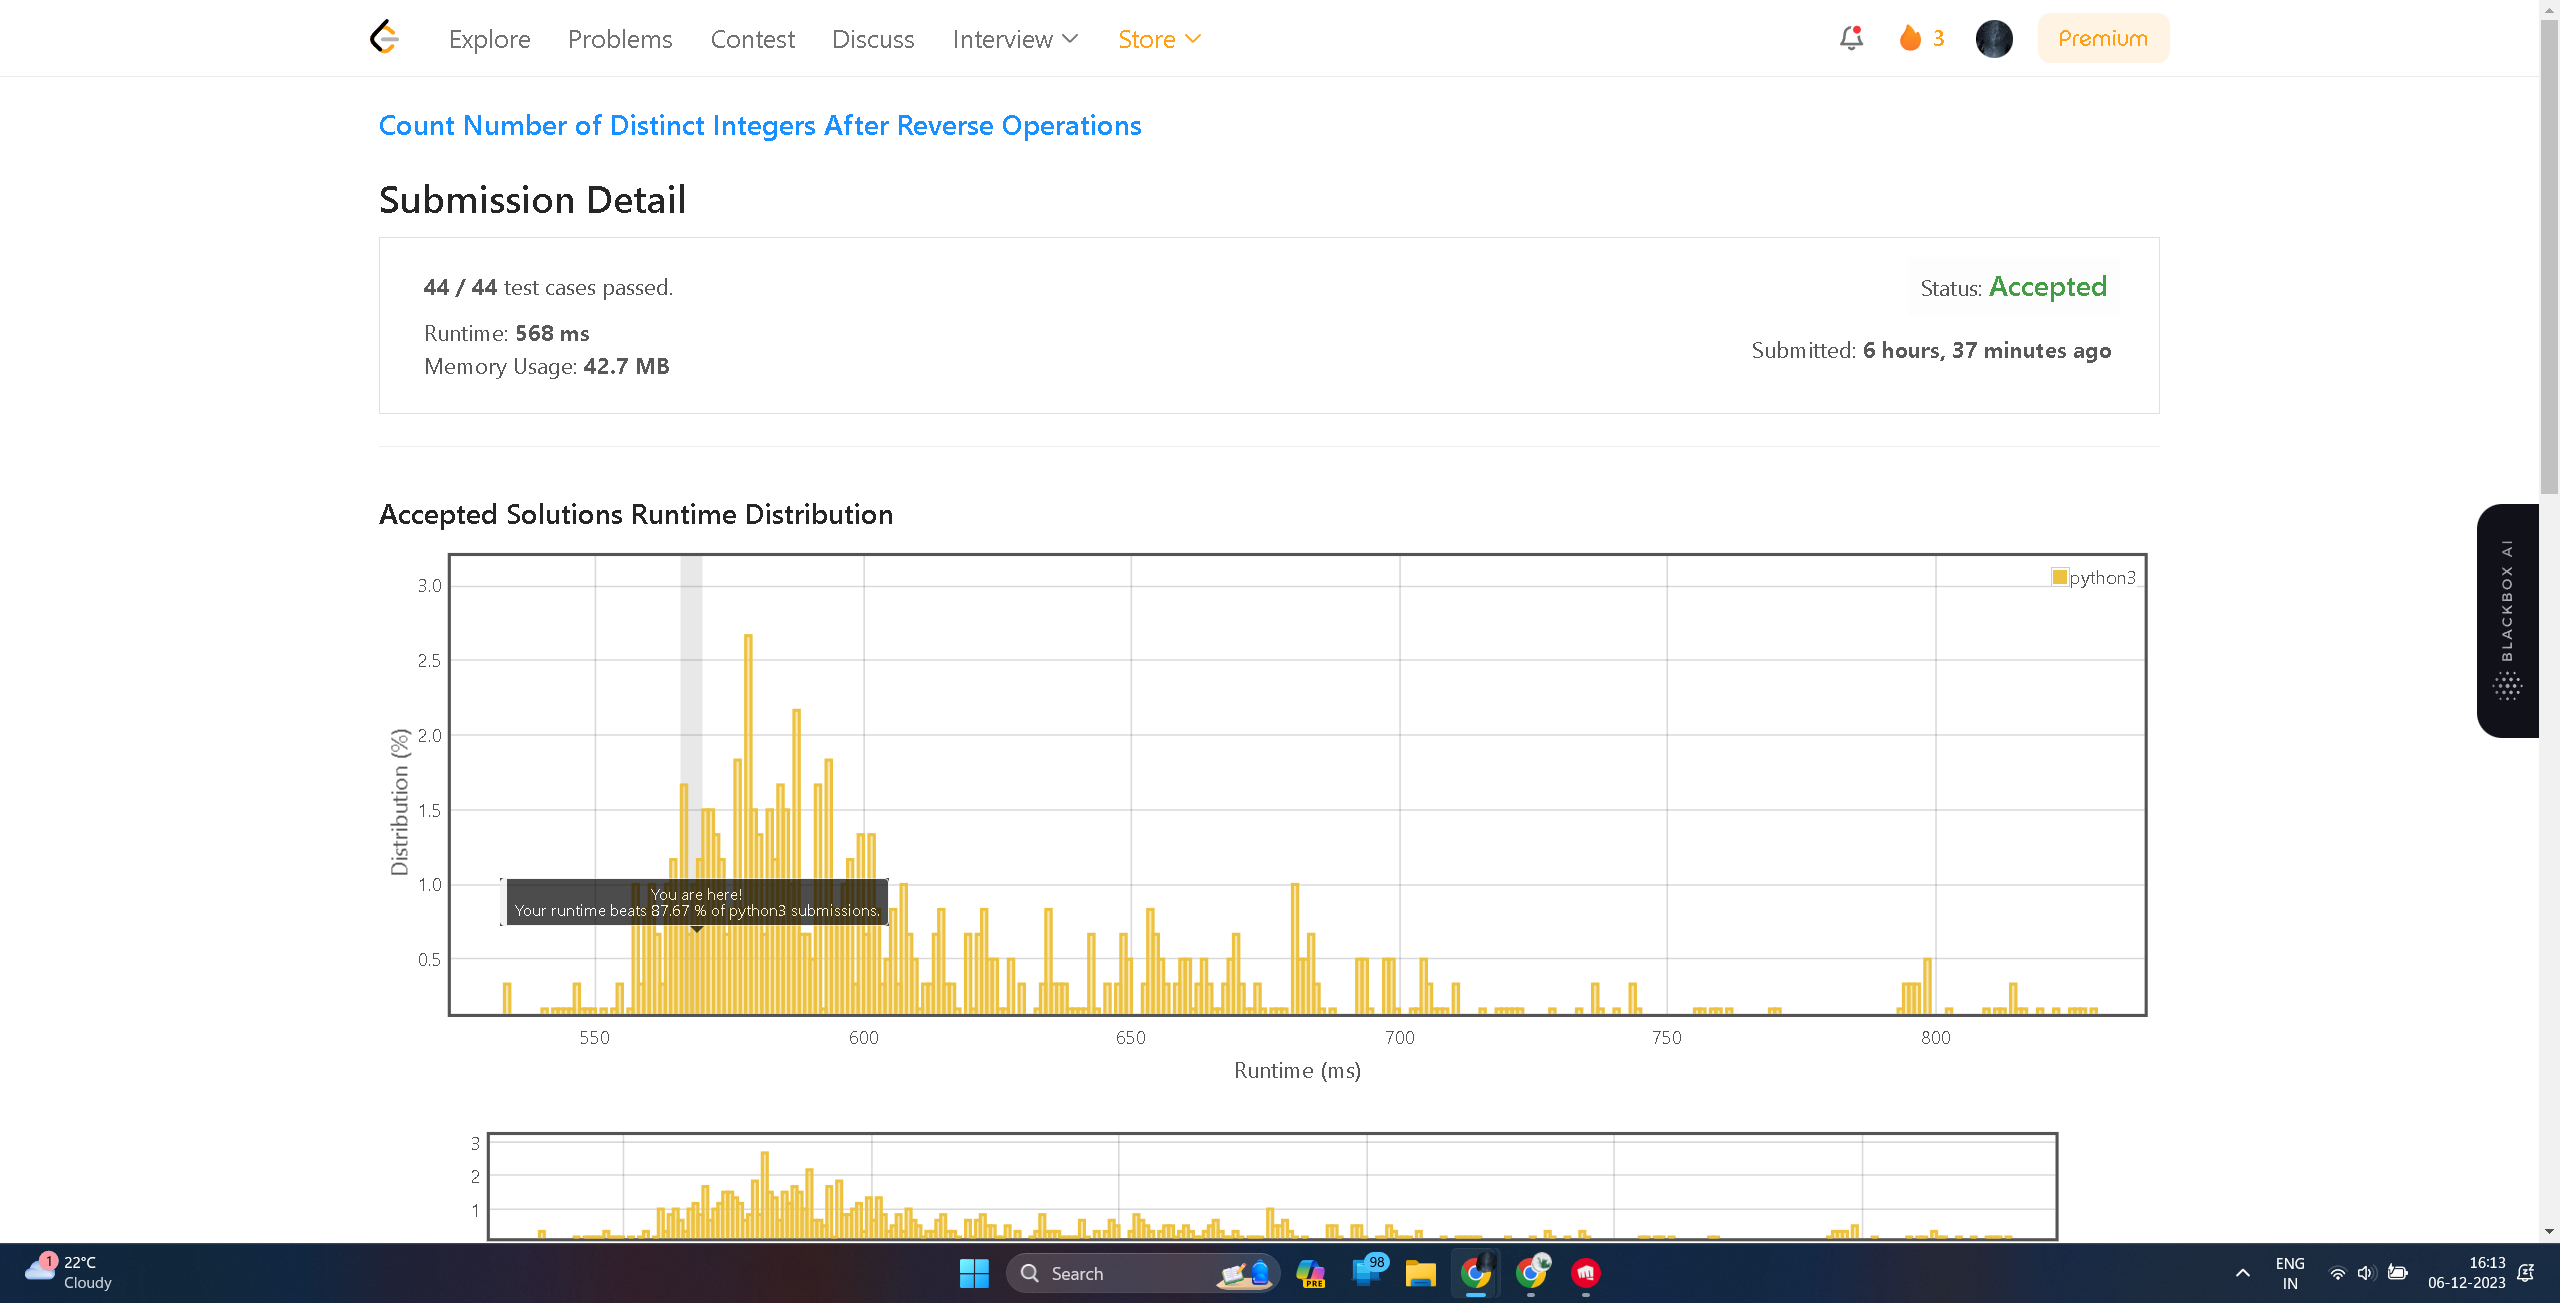 Explore Problems Contest Discuss Interview Store 3 Premium
Count Number of Distinct Integers After Reverse Operations
Submission Detail
44 / 44 test cases passed.
Status: Accepted
Runtime: 568 ms
Submitted: 6 hours, 37 minutes ago
Memory Usage: 42.7 MB
Accepted Solutions Runtime Distribution
python3
3.0
2.5
2.0
1.5
1.0
0.5
Distribution (%)
You are here!
Your runtime beats 87.67 % of python3 submissions.
550 600 650 700 750 800
Runtime (ms)
BLACKBOX AI
3
2
1
1
22°C
Cloudy
Search
PRE
98
ENG
IN
16:13
06-12-2023